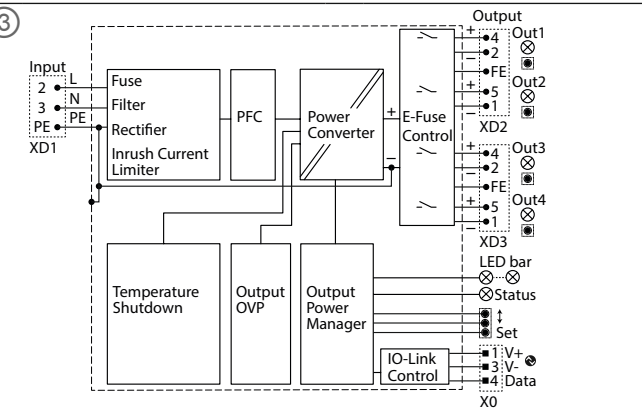 3
Input
2 L
3 N
PE PE
XD1
Fuse
Filter
Rectifier
Inrush Current
Limiter
PFC
Power
Converter
+
−
E-Fuse
Control
Output
+ 4 Out1
− 2
FE
+ 5 Out2
− 1
XD2
+ 4 Out3
− 2
FE
+ 5 Out4
− 1
XD3
Temperature
Shutdown
Output
OVP
Output
Power
Manager
LED bar
Status
Set
IO-Link
Control
1 V+
3 V-
4 Data
X0